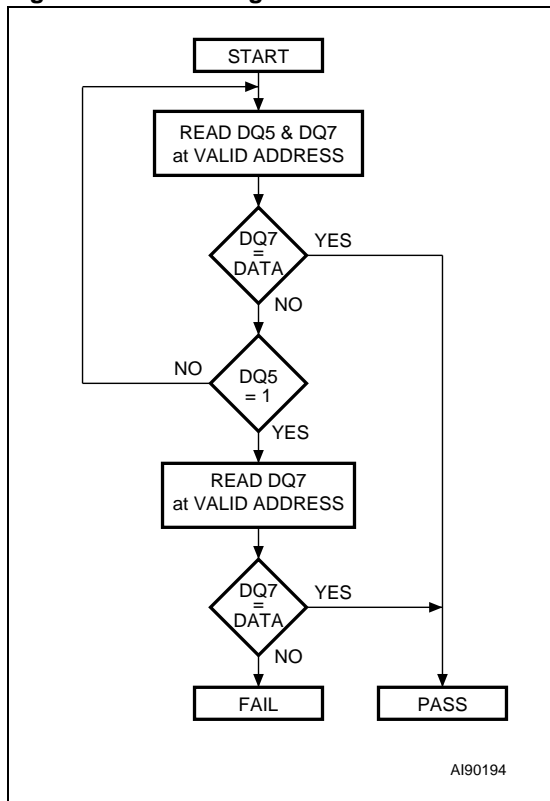 START
READ DQ5 & DQ7
at VALID ADDRESS
DQ7
=
DATA
YES
NO
NO
DQ5
= 1
YES
READ DQ7
at VALID ADDRESS
DQ7
=
DATA
YES
NO
FAIL
PASS
AI90194